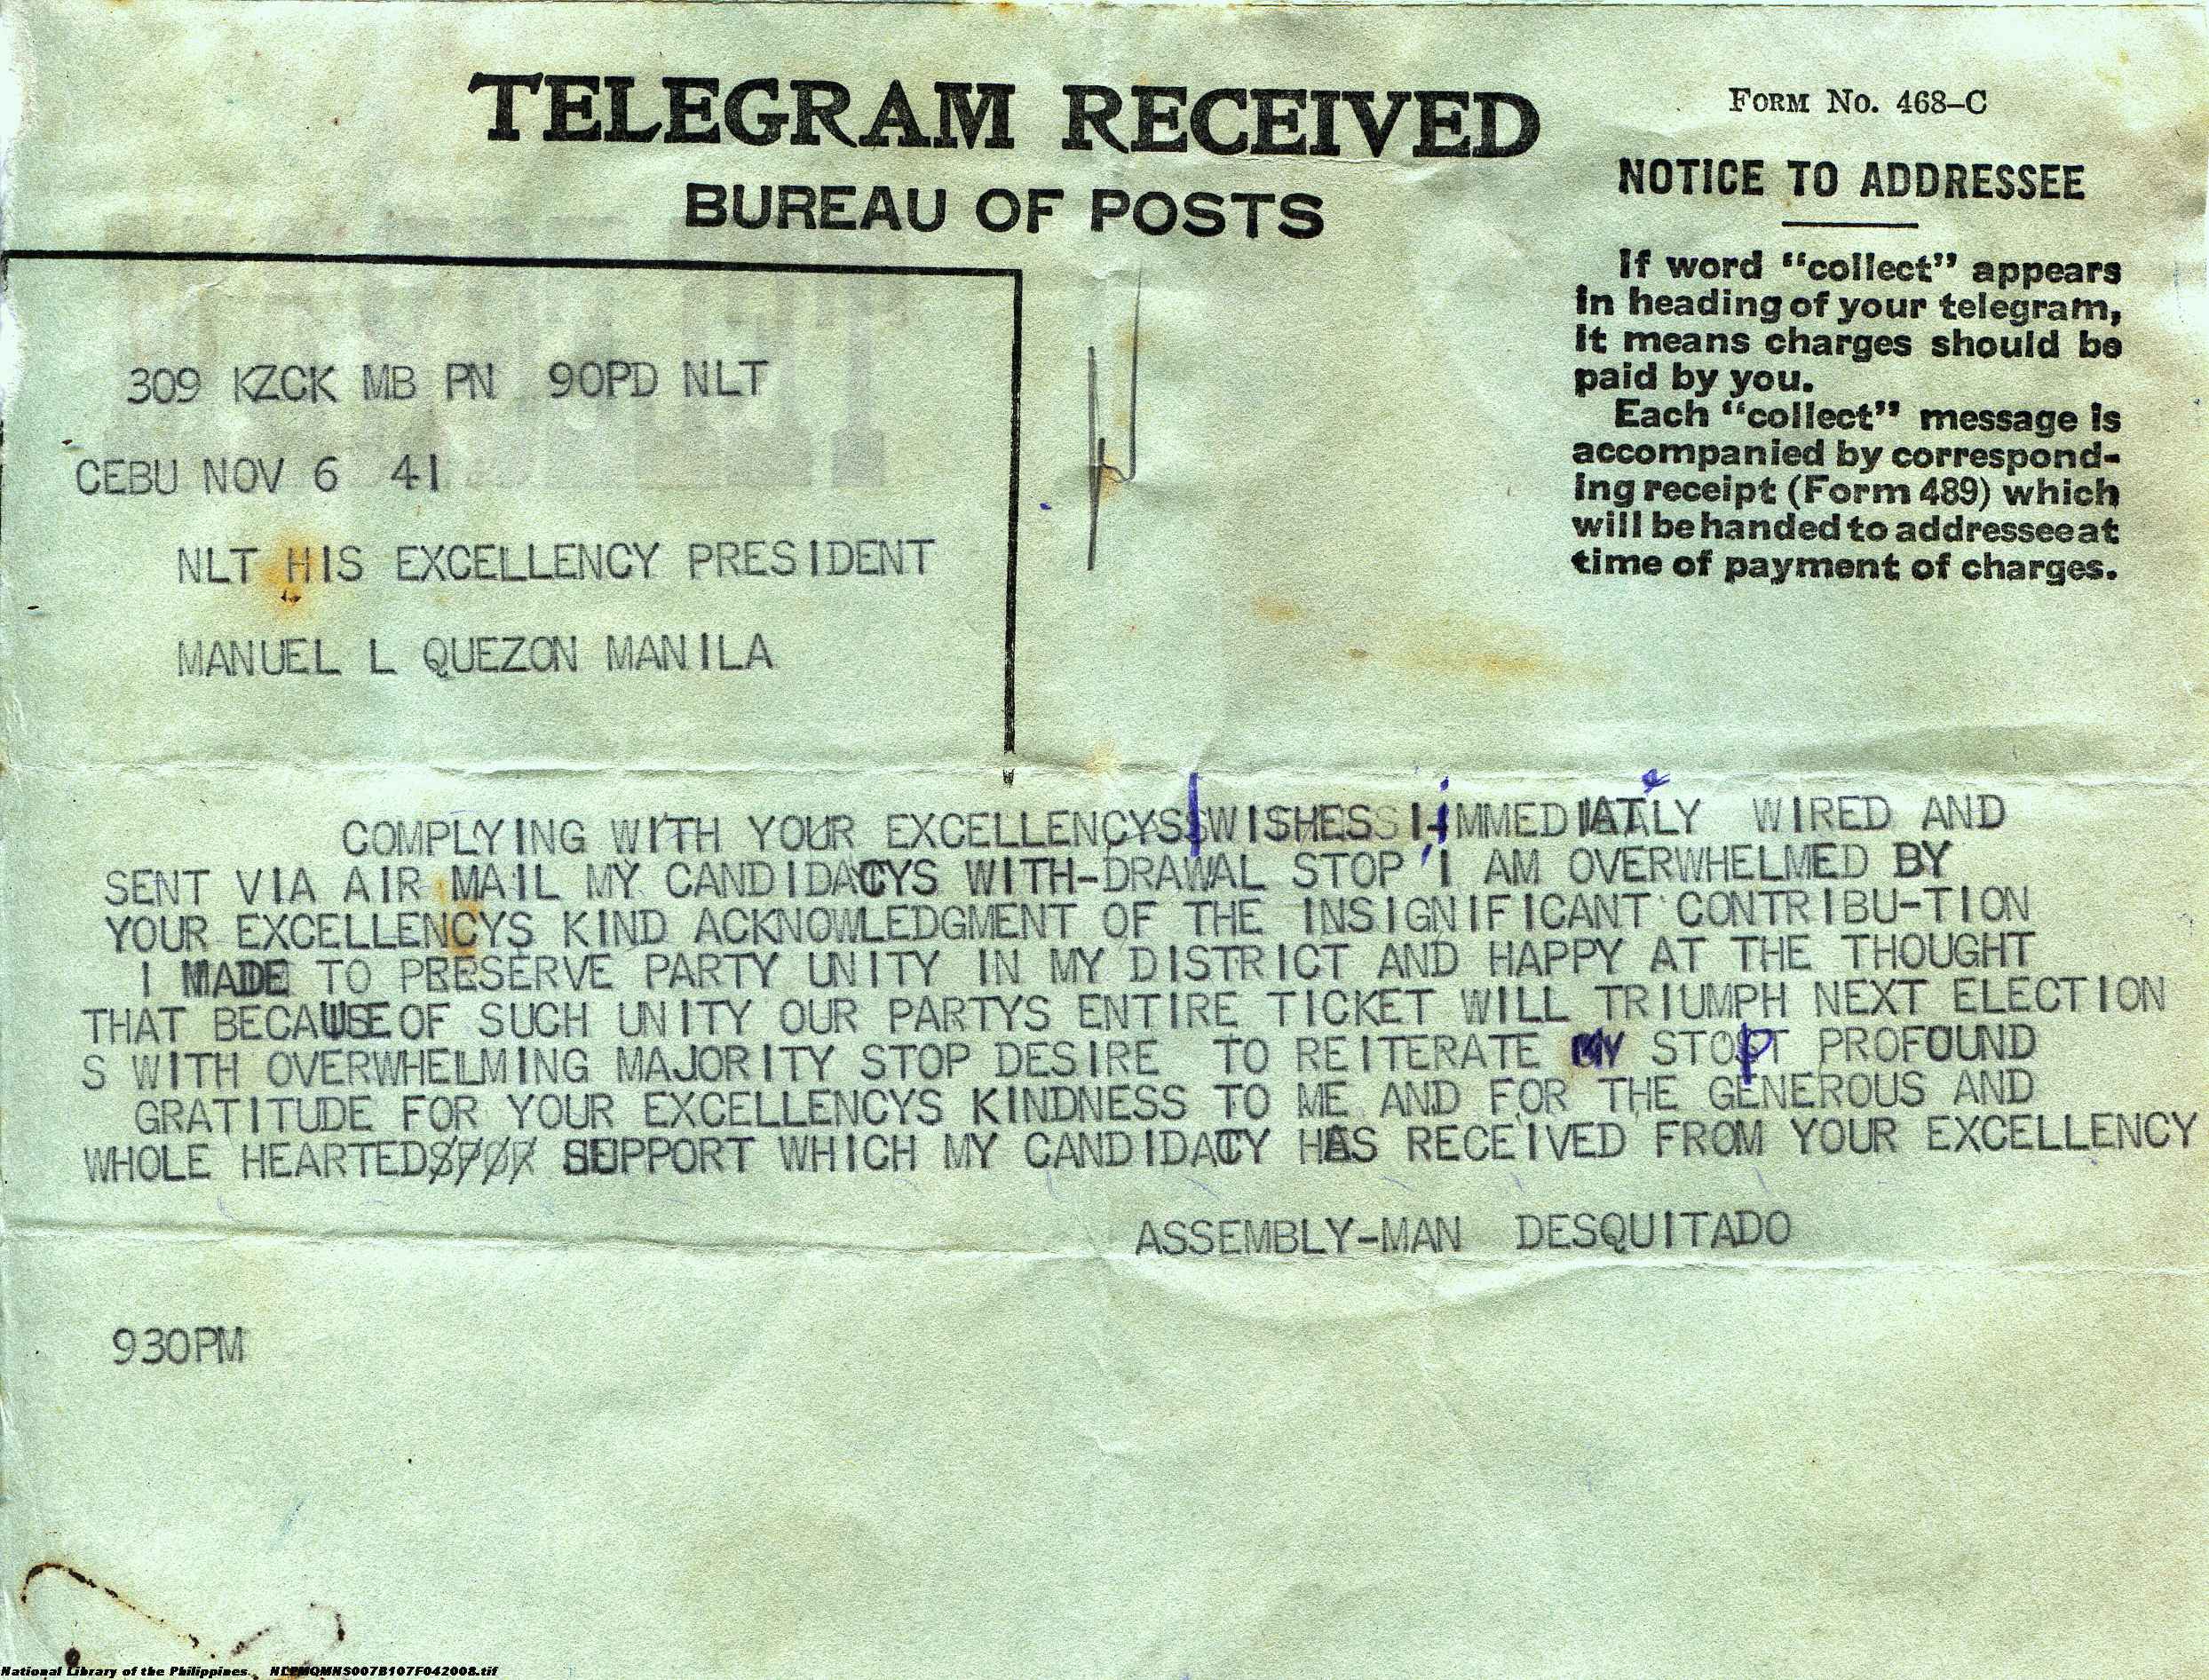 TELEGRAM RECEIVED
BUREAU OF POSTS
FORM No. 468-C
NOTICE TO ADDRESSEE
If word "collect" appears
in heading of your telegram,
it means charges should be
paid by you.
Each "collect" message is
accompanied by correspond-
ing receipt (Form 489) which
will be handed to addressee at
time of payment of charges.
309 KZCK MB PN 90PD NLT
CEBU NOV 6 41
NLT HIS EXCELLENCY PRESIDENT
MANUEL L QUEZON MANILA
COMPLYING WITH YOUR EXCELLENCYS WISHES I IMMEDIATELY WIRED AND
SENT VIA AIR MAIL MY CANDIDACYS WITH-DRAWAL STOP I AM OVERWHELMED BY
YOUR EXCELLENCYS KIND ACKNOWLEDGMENT OF THE INSIGNIFICANT CONTRIBU-TION
I MADE TO PRESERVE PARTY UNITY IN MY DISTRICT AND HAPPY AT THE THOUGHT
THAT BECAUSE OF SUCH UNITY OUR PARTYS ENTIRE TICKET WILL TRIUMPH NEXT ELECTION
S WITH OVERWHELMING MAJORITY STOP DESIRE TO REITERATE MY PROFOUND
GRATITUDE FOR YOUR EXCELLENCYS KINDNESS TO ME AND FOR THE GENEROUS AND
WHOLE HEARTED SUPPORT WHICH MY CANDIDACY HAS RECEIVED FROM YOUR EXCELLENCY
ASSEMBLY-MAN DESQUITADO
930PM
National Library of the Philippines. NLPMQMNS007B107F042008.tif